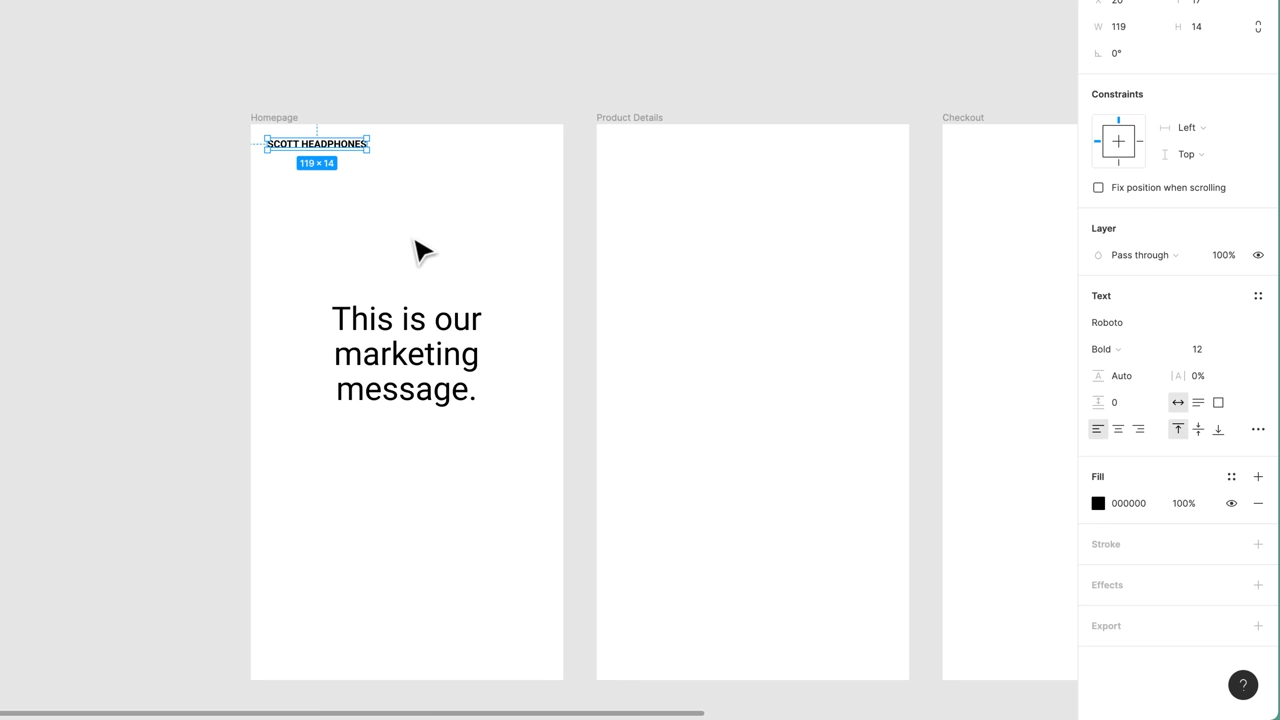 X 20 Y 17
W 119 H 14
0°
Constraints
Left
Top
Fix position when scrolling
Layer
Pass through 100%
Text
Roboto
Bold 12
A Auto |A| 0%
0
Fill
000000 100%
Stroke
Effects
Export
?
Homepage
SCOTT HEADPHONES
119 × 14
This is our
marketing
message.
Product Details
Checkout